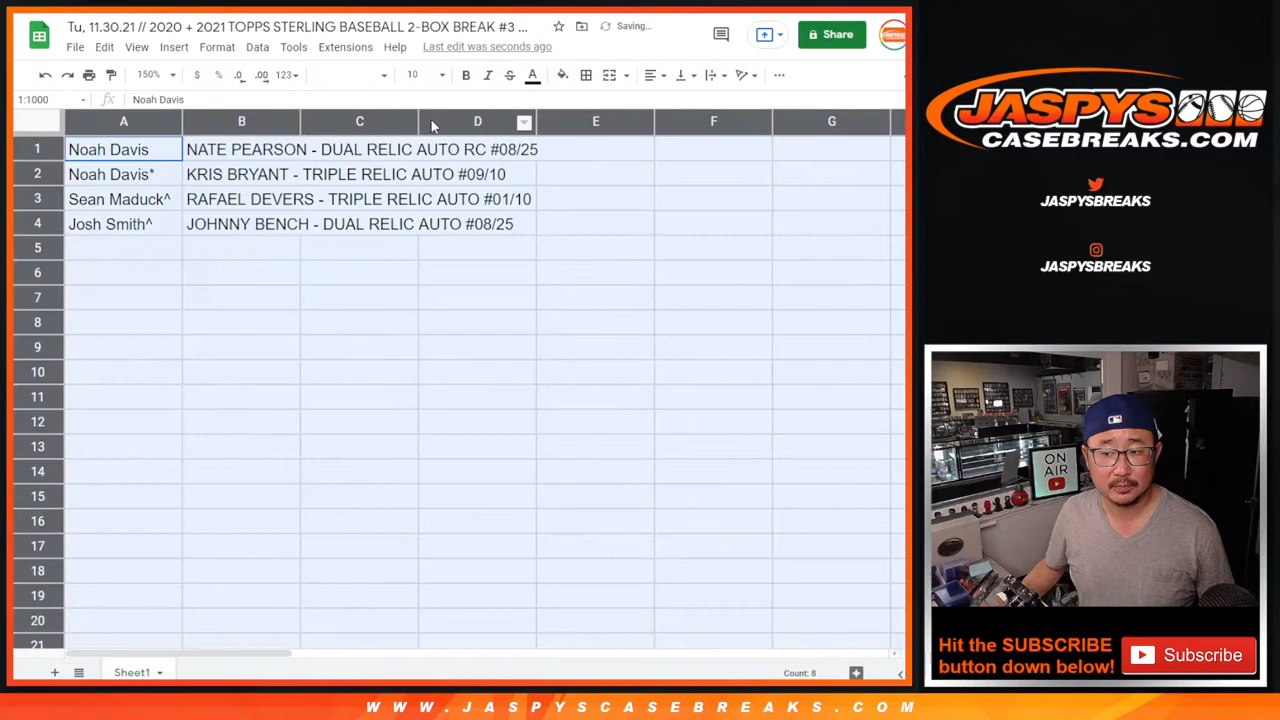 Tu, 11.30.21 // 2020 + 2021 TOPPS STERLING BASEBALL 2-BOX BREAK #3 ...
Saving...
File Edit View Insert Format Data Tools Extensions Help Last edit was seconds ago
Share
150% $ % .0 .00 123 10 B I S A
1:1000 fx Noah Davis
A B C D E F G
1 Noah Davis NATE PEARSON - DUAL RELIC AUTO RC #08/25
2 Noah Davis* KRIS BRYANT - TRIPLE RELIC AUTO #09/10
3 Sean Maduck^ RAFAEL DEVERS - TRIPLE RELIC AUTO #01/10
4 Josh Smith^ JOHNNY BENCH - DUAL RELIC AUTO #08/25
5
6
7
8
9
10
11
12
13
14
15
16
17
18
19
20
21
Sheet1
Count: 8
JASPYS
CASEBREAKS.COM
JASPYSBREAKS
JASPYSBREAKS
ON
AIR
Hit the SUBSCRIBE
button down below!
Subscribe
WWW.JASPYSCASEBREAKS.COM